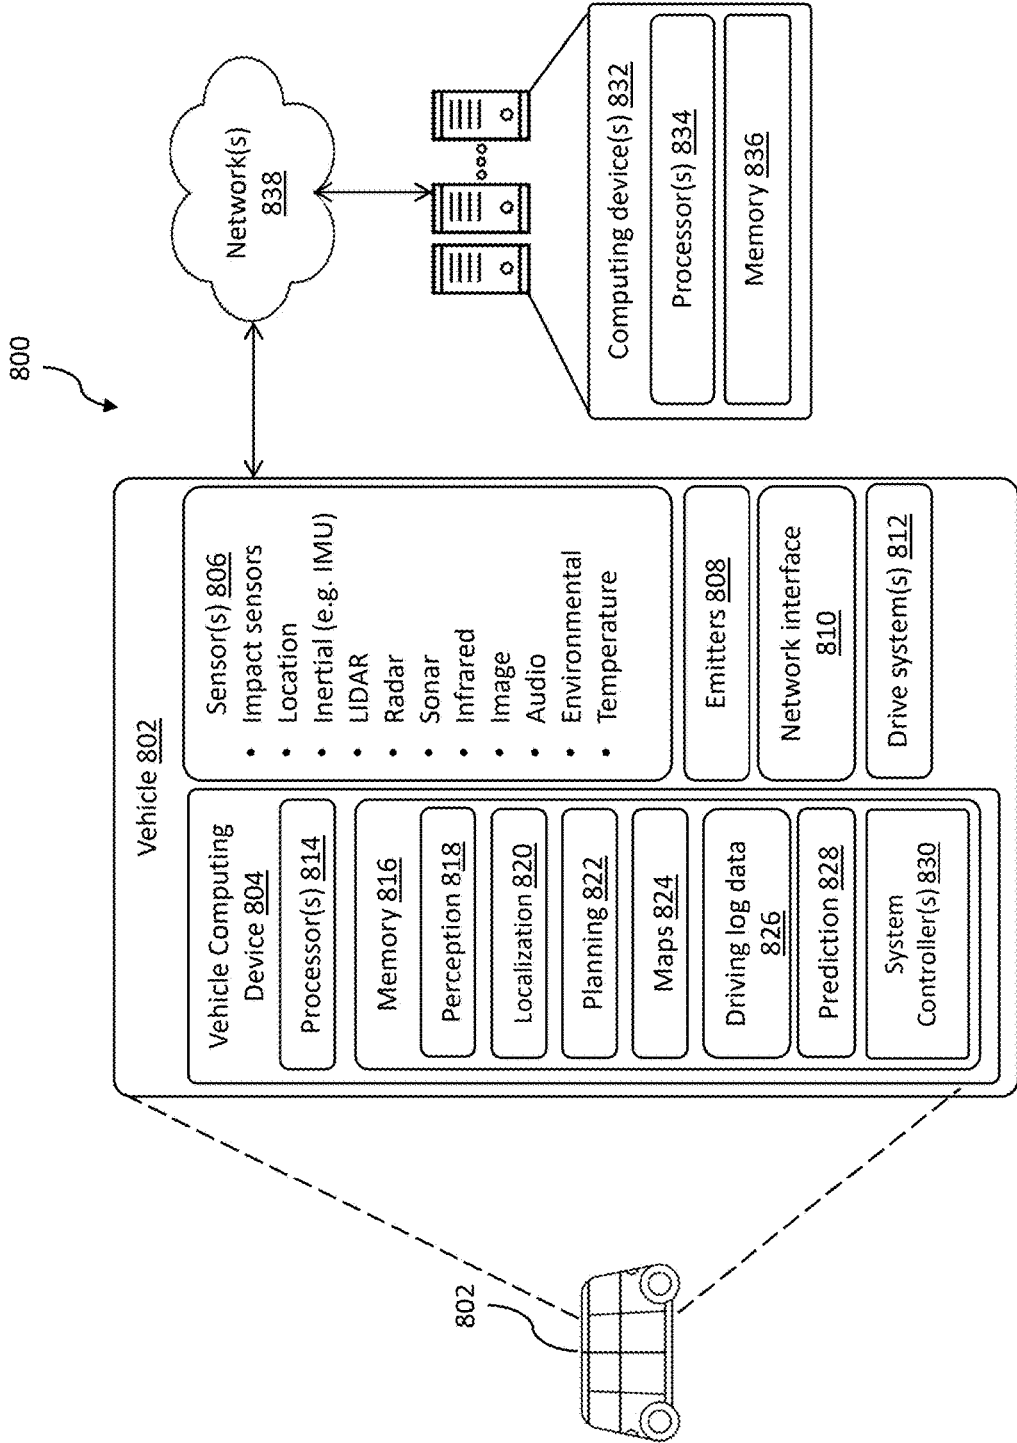 800
802
Vehicle 802
Vehicle Computing
Device 804
Processor(s) 814
Memory 816
Perception 818
Localization 820
Planning 822
Maps 824
Driving log data
826
Prediction 828
System
Controller(s) 830
Sensor(s) 806
• Impact sensors
• Location
• Inertial (e.g. IMU)
• LIDAR
• Radar
• Sonar
• Infrared
• Image
• Audio
• Environmental
• Temperature
Emitters 808
Network interface
810
Drive system(s) 812
Network(s)
838
Computing device(s) 832
Processor(s) 834
Memory 836